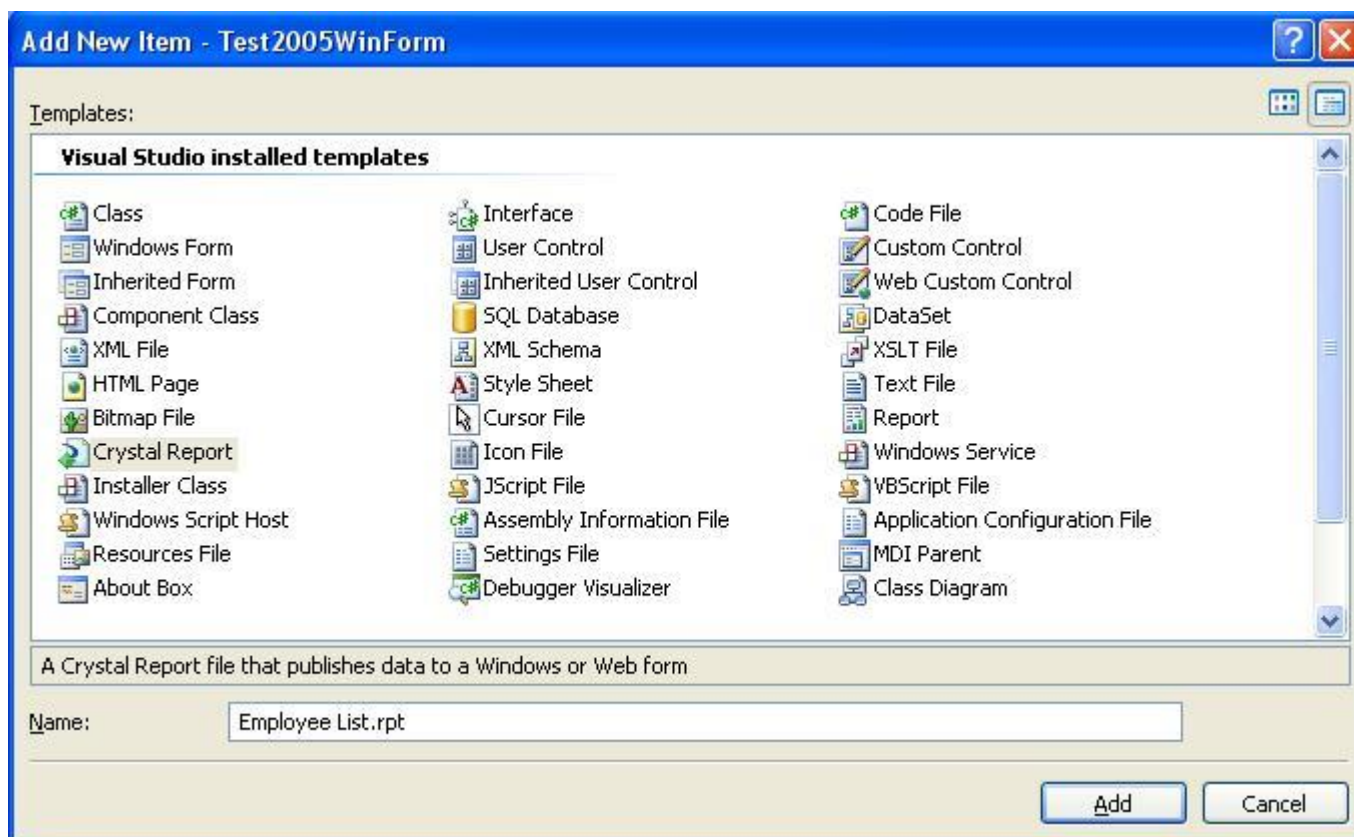 Add New Item - Test2005WinForm
Templates:
Visual Studio installed templates
Class Interface Code File
Windows Form User Control Custom Control
Inherited Form Inherited User Control Web Custom Control
Component Class SQL Database DataSet
XML File XML Schema XSLT File
HTML Page Style Sheet Text File
Bitmap File Cursor File Report
Crystal Report Icon File Windows Service
Installer Class JScript File VBScript File
Windows Script Host Assembly Information File Application Configuration File
Resources File Settings File MDI Parent
About Box Debugger Visualizer Class Diagram
A Crystal Report file that publishes data to a Windows or Web form
Name: Employee List.rpt
Add Cancel